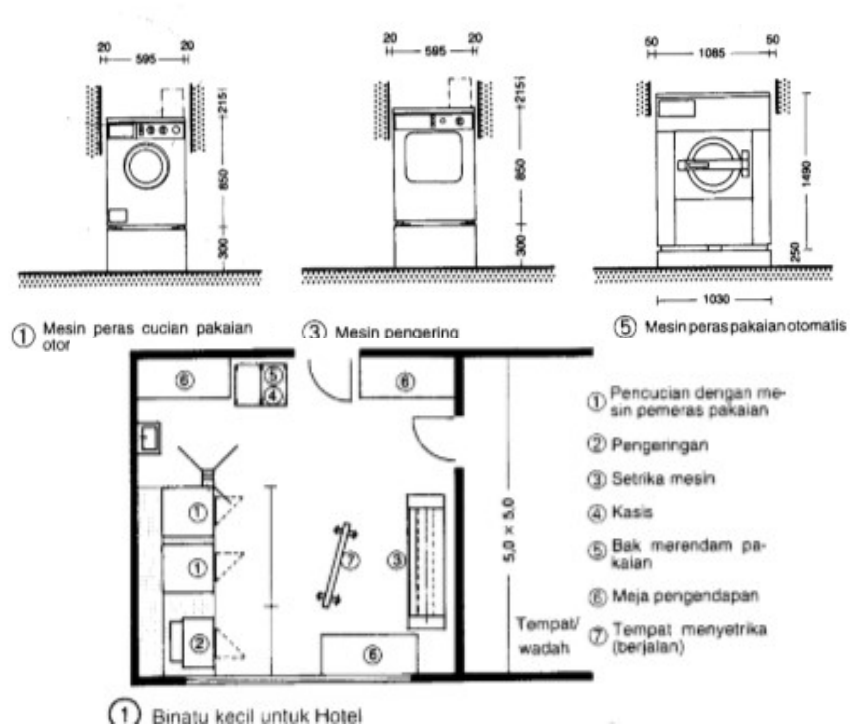 20 595 20
215
850
300
① Mesin peras cucian pakaian
otor
20 595 20
215
850
300
③ Mesin pengering
50 1085 50
1490
250
1030
⑤ Mesin peras pakaian otomatis
⑥
⑤
④
⑥
①
①
②
⑦
③
⑥
5,0 × 5,0
Tempat/
wadah
① Pencucian dengan me-
sin pemeras pakaian
② Pengeringan
③ Setrika mesin
④ Kasis
⑤ Bak merendam pa-
kaian
⑥ Meja pengendapan
⑦ Tempat menyetrika
(berjalan)
① Binatu kecil untuk Hotel